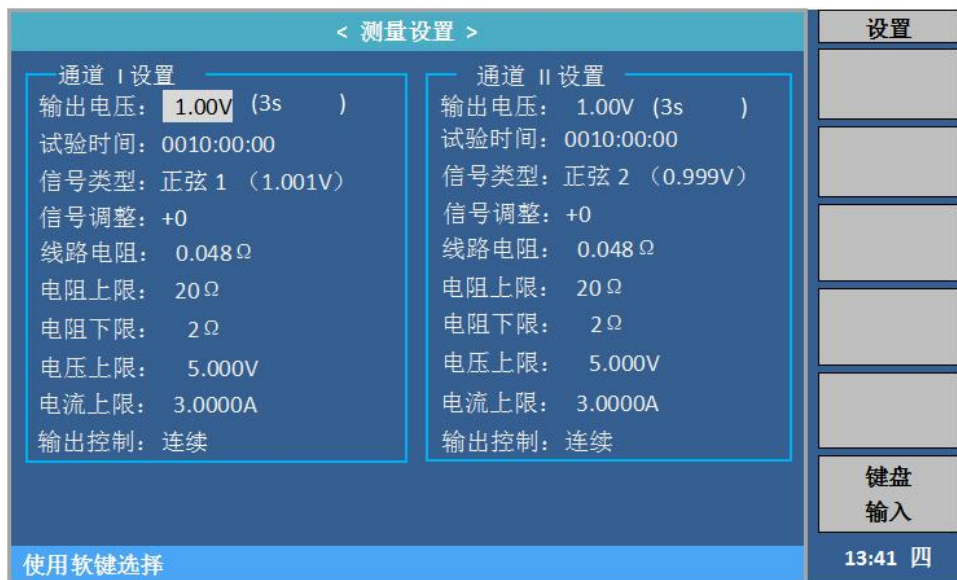 < 测量设置 >
通道 I 设置
输出电压： 1.00V (3s )
试验时间：0010:00:00
信号类型：正弦 1 （1.001V）
信号调整：+0
线路电阻： 0.048Ω
电阻上限： 20Ω
电阻下限： 2Ω
电压上限： 5.000V
电流上限： 3.0000A
输出控制：连续
通道 II 设置
输出电压： 1.00V (3s )
试验时间：0010:00:00
信号类型：正弦 2 （0.999V）
信号调整：+0
线路电阻： 0.048Ω
电阻上限： 20Ω
电阻下限： 2Ω
电压上限： 5.000V
电流上限： 3.0000A
输出控制：连续
设置
键盘
输入
使用软键选择
13:41 四